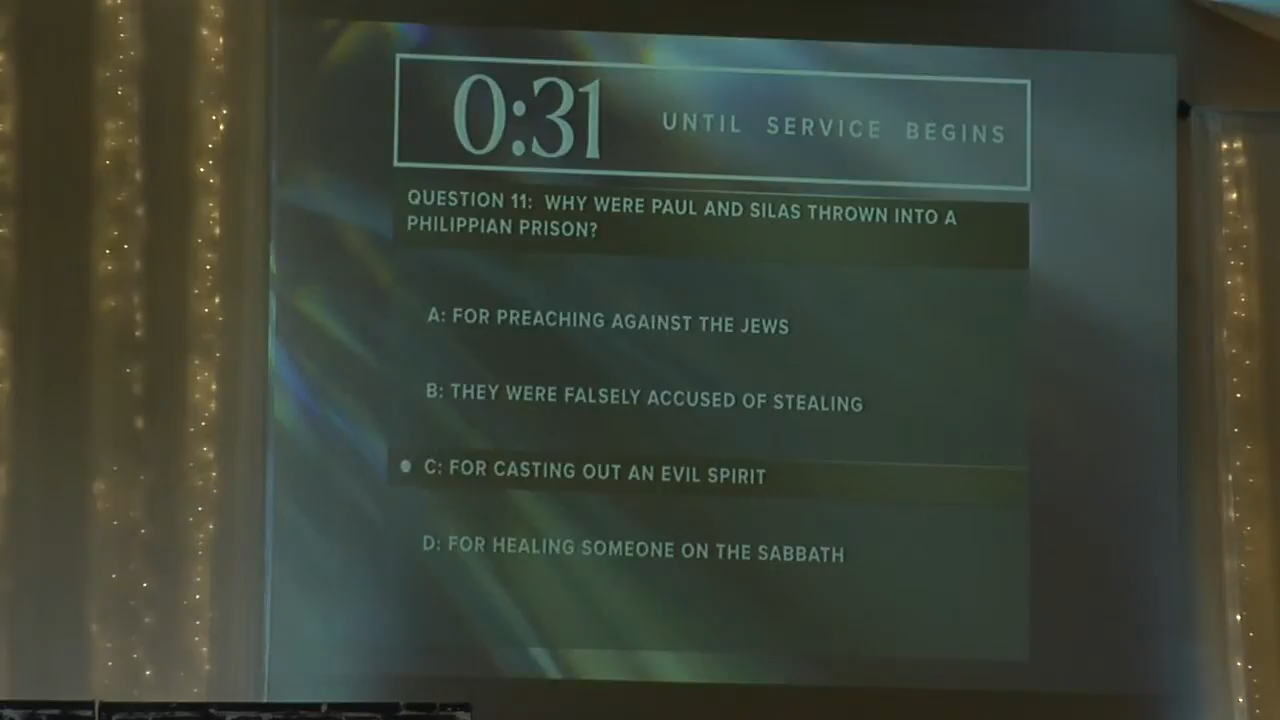 0:31 UNTIL SERVICE BEGINS
QUESTION 11: WHY WERE PAUL AND SILAS THROWN INTO A
PHILIPPIAN PRISON?
A: FOR PREACHING AGAINST THE JEWS
B: THEY WERE FALSELY ACCUSED OF STEALING
C: FOR CASTING OUT AN EVIL SPIRIT
D: FOR HEALING SOMEONE ON THE SABBATH